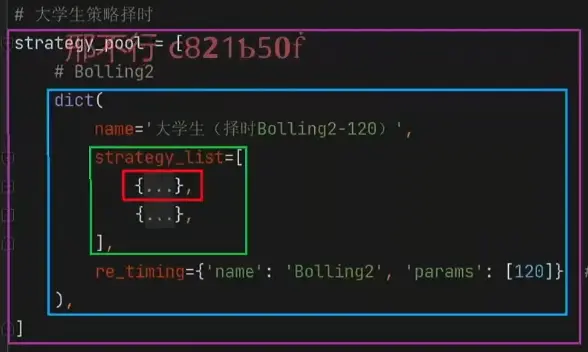 # 大学生策略择时
strategy_pool = [
邢不行 c821b50f
# Bolling2
dict(
name='大学生（择时Bolling2-120）',
strategy_list=[
{...},
{...},
],
re_timing={'name': 'Bolling2', 'params': [120]} #
),
]